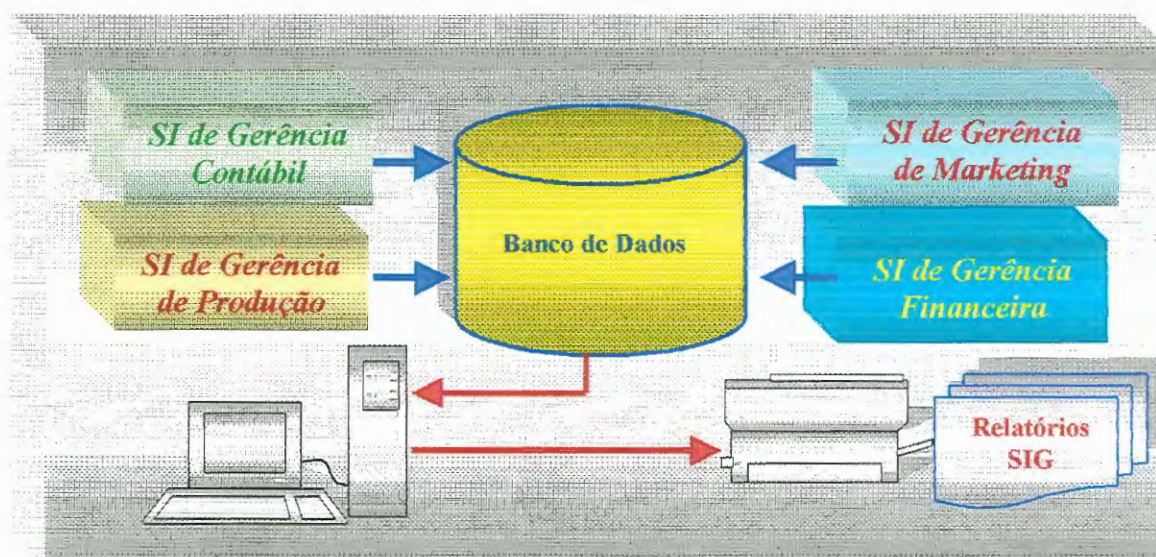 SI de Gerência
Contábil
SI de Gerência
de Marketing
Banco de Dados
SI de Gerência
de Produção
SI de Gerência
Financeira
Relatórios
SIG